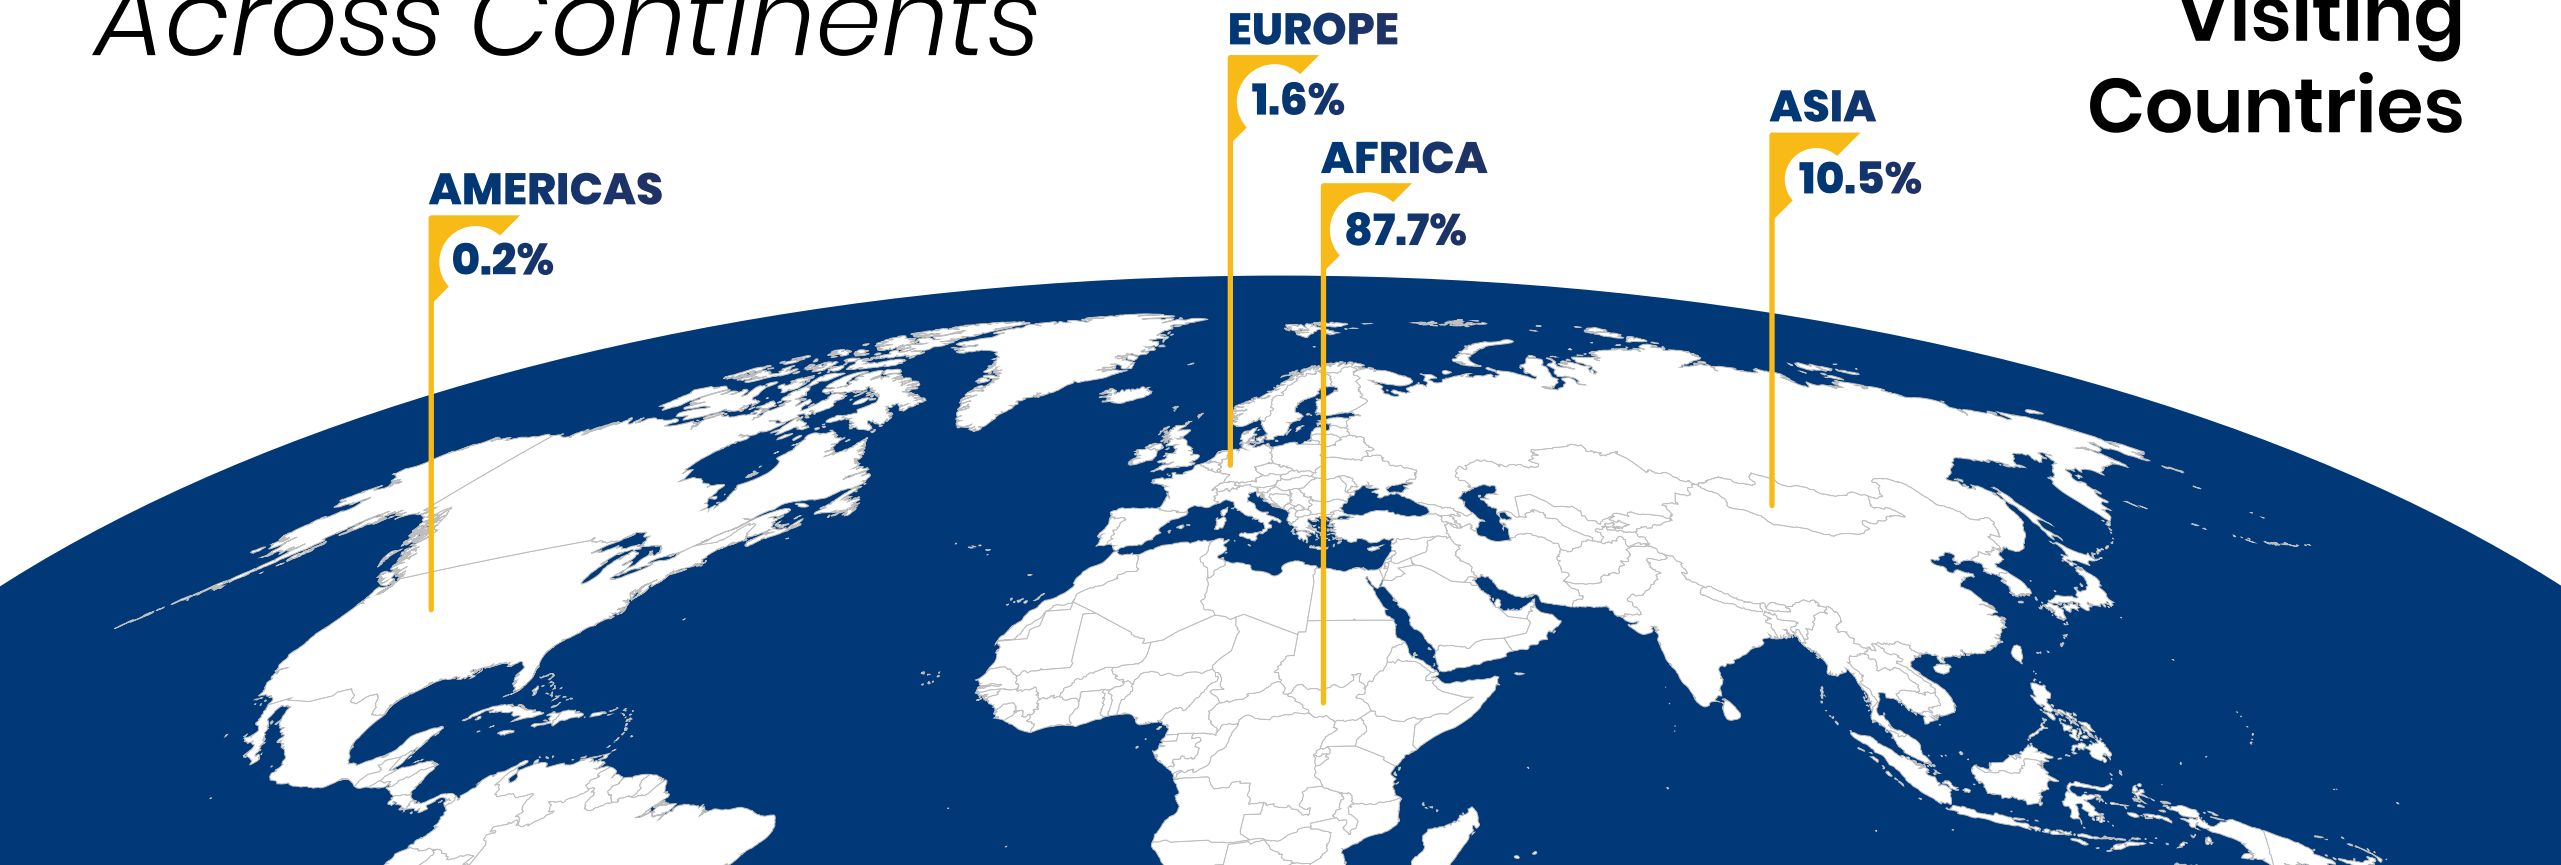 Across Continents
Visiting
Countries
EUROPE
1.6%
ASIA
10.5%
AFRICA
87.7%
AMERICAS
0.2%